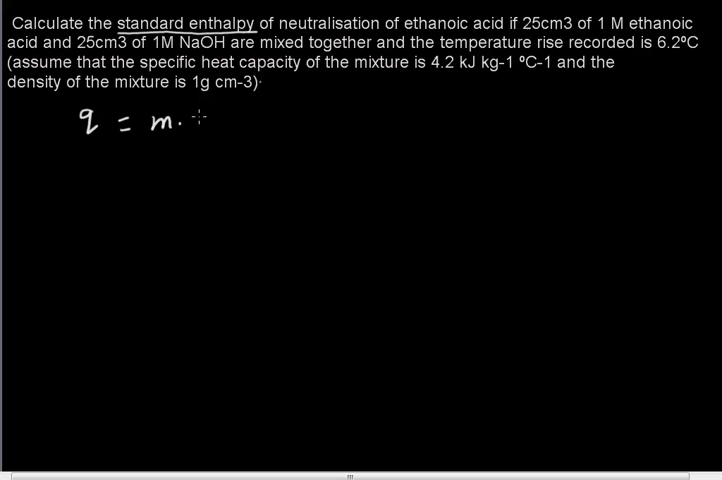 Calculate the standard enthalpy of neutralisation of ethanoic acid if 25cm3 of 1 M ethanoic
acid and 25cm3 of 1M NaOH are mixed together and the temperature rise recorded is 6.2ºC
(assume that the specific heat capacity of the mixture is 4.2 kJ kg-1 ºC-1 and the
density of the mixture is 1g cm-3)·
q = m ·